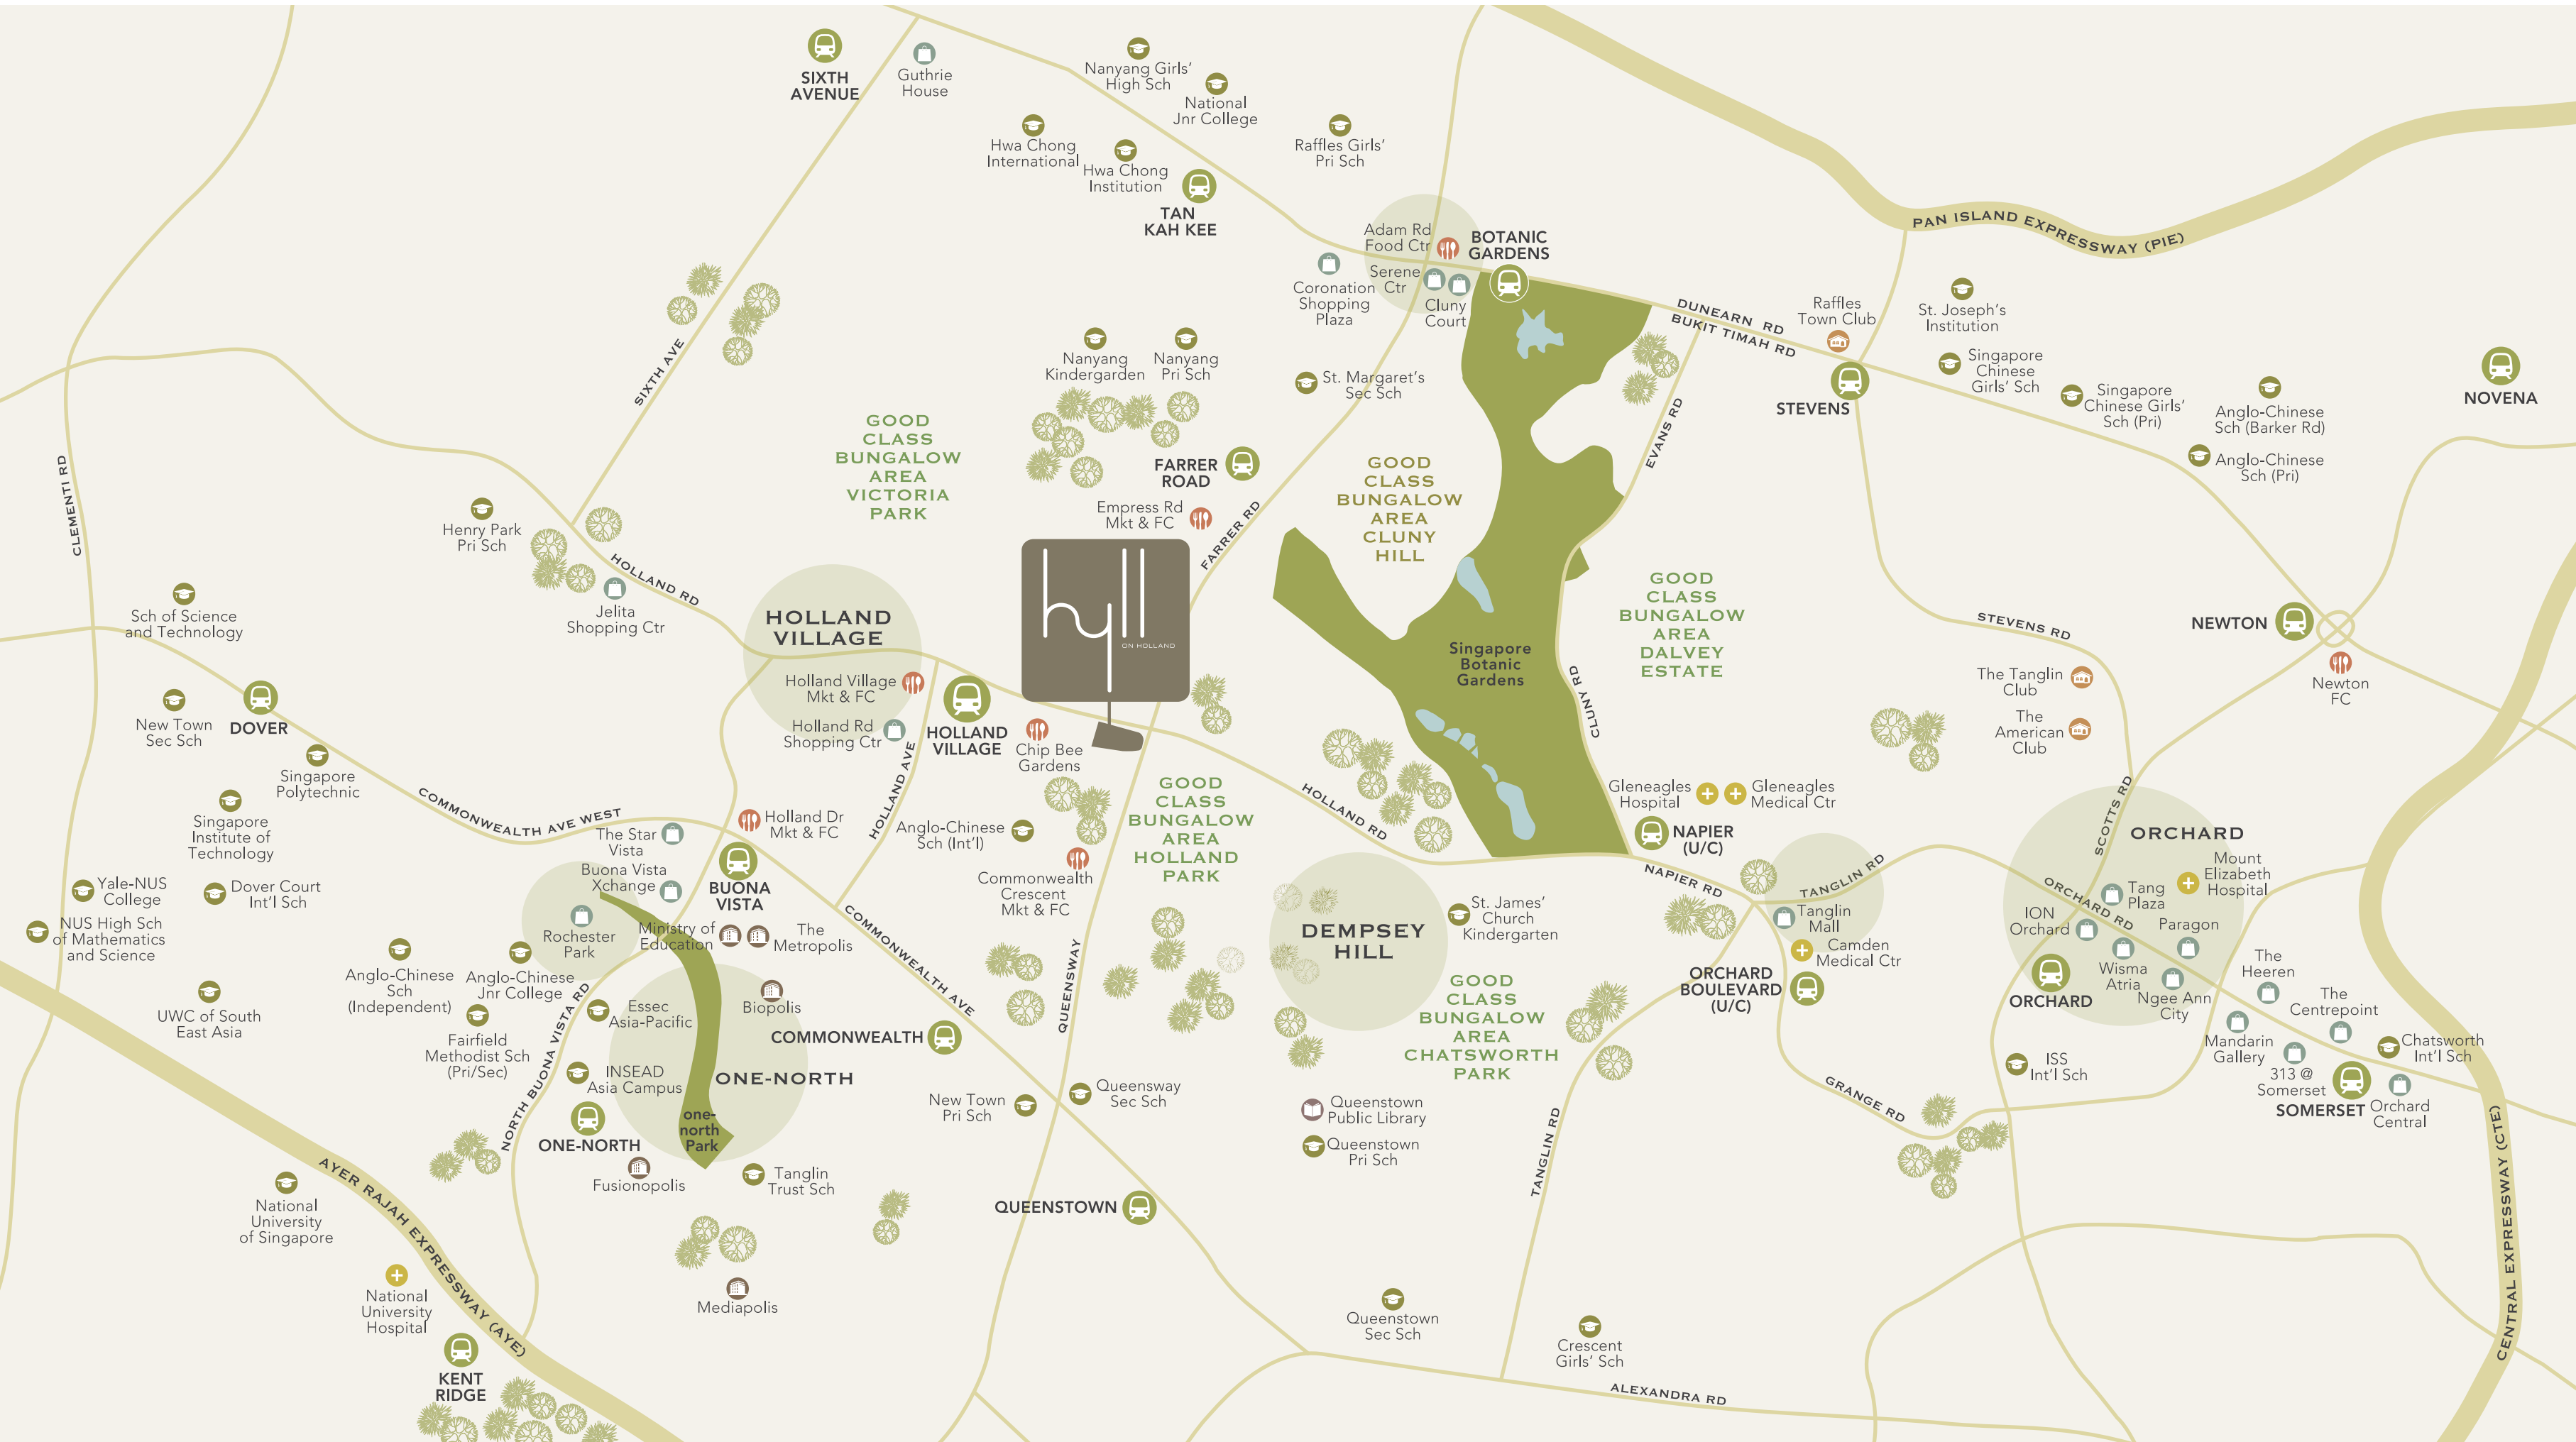 SIXTH
AVENUE
Guthrie
House
Nanyang Girls'
High Sch
National
Jnr College
Hwa Chong
International
Hwa Chong
Institution
Raffles Girls'
Pri Sch
TAN
KAH KEE
Adam Rd
Food Ctr
BOTANIC
GARDENS
Serene
Ctr
Cluny
Court
Coronation
Shopping
Plaza
PAN ISLAND EXPRESSWAY (PIE)
DUNEARN RD
BUKIT TIMAH RD
Raffles
Town Club
St. Joseph's
Institution
Singapore
Chinese
Girls' Sch
STEVENS
Singapore
Chinese Girls'
Sch (Pri)
Anglo-Chinese
Sch (Barker Rd)
Anglo-Chinese
Sch (Pri)
NOVENA
SIXTH AVE
Nanyang
Kindergarden
Nanyang
Pri Sch
St. Margaret's
Sec Sch
EVANS RD
GOOD
CLASS
BUNGALOW
AREA
VICTORIA
PARK
FARRER
ROAD
Empress Rd
Mkt & FC
FARRER RD
GOOD
CLASS
BUNGALOW
AREA
CLUNY
HILL
GOOD
CLASS
BUNGALOW
AREA
DALVEY
ESTATE
CLEMENTI RD
Henry Park
Pri Sch
HOLLAND RD
Jelita
Shopping Ctr
Sch of Science
and Technology
HOLLAND
VILLAGE
hyll
ON HOLLAND
Singapore
Botanic
Gardens
CLUNY RD
STEVENS RD
NEWTON
Newton
FC
The Tanglin
Club
The
American
Club
New Town
Sec Sch
DOVER
Singapore
Polytechnic
Holland Village
Mkt & FC
Holland Rd
Shopping Ctr
HOLLAND
VILLAGE
Chip Bee
Gardens
HOLLAND AVE
COMMONWEALTH AVE WEST
Singapore
Institute of
Technology
The Star
Vista
Holland Dr
Mkt & FC
Anglo-Chinese
Sch (Int'l)
GOOD
CLASS
BUNGALOW
AREA
HOLLAND
PARK
HOLLAND RD
Gleneagles
Hospital
Gleneagles
Medical Ctr
NAPIER
(U/C)
NAPIER RD
TANGLIN RD
SCOTTS RD
ORCHARD
Mount
Elizabeth
Hospital
ORCHARD RD
Tang
Plaza
Paragon
ION
Orchard
Wisma
Atria
Ngee Ann
City
ORCHARD
The
Heeren
The
Centrepoint
Mandarin
Gallery
313 @
Somerset
SOMERSET
Orchard
Central
Chatsworth
Int'l Sch
ISS
Int'l Sch
Yale-NUS
College
Dover Court
Int'l Sch
NUS High Sch
of Mathematics
and Science
Buona Vista
Xchange
BUONA
VISTA
Rochester
Park
Ministry of
Education
The
Metropolis
Commonwealth
Crescent
Mkt & FC
COMMONWEALTH AVE
QUEENSWAY
DEMPSEY
HILL
St. James'
Church
Kindergarten
Tanglin
Mall
Camden
Medical Ctr
ORCHARD
BOULEVARD
(U/C)
GOOD
CLASS
BUNGALOW
AREA
CHATSWORTH
PARK
GRANGE RD
UWC of South
East Asia
Anglo-Chinese
Sch
(Independent)
Anglo-Chinese
Jnr College
Fairfield
Methodist Sch
(Pri/Sec)
NORTH BUONA VISTA RD
Essec
Asia-Pacific
Biopolis
COMMONWEALTH
INSEAD
Asia Campus
ONE-NORTH
one-
north
Park
ONE-NORTH
Fusionopolis
Tanglin
Trust Sch
New Town
Pri Sch
Queensway
Sec Sch
Queenstown
Public Library
Queenstown
Pri Sch
TANGLIN RD
QUEENSTOWN
AYER RAJAH EXPRESSWAY (AYE)
National
University
of Singapore
National
University
Hospital
KENT
RIDGE
Mediapolis
Queenstown
Sec Sch
Crescent
Girls' Sch
ALEXANDRA RD
CENTRAL EXPRESSWAY (CTE)